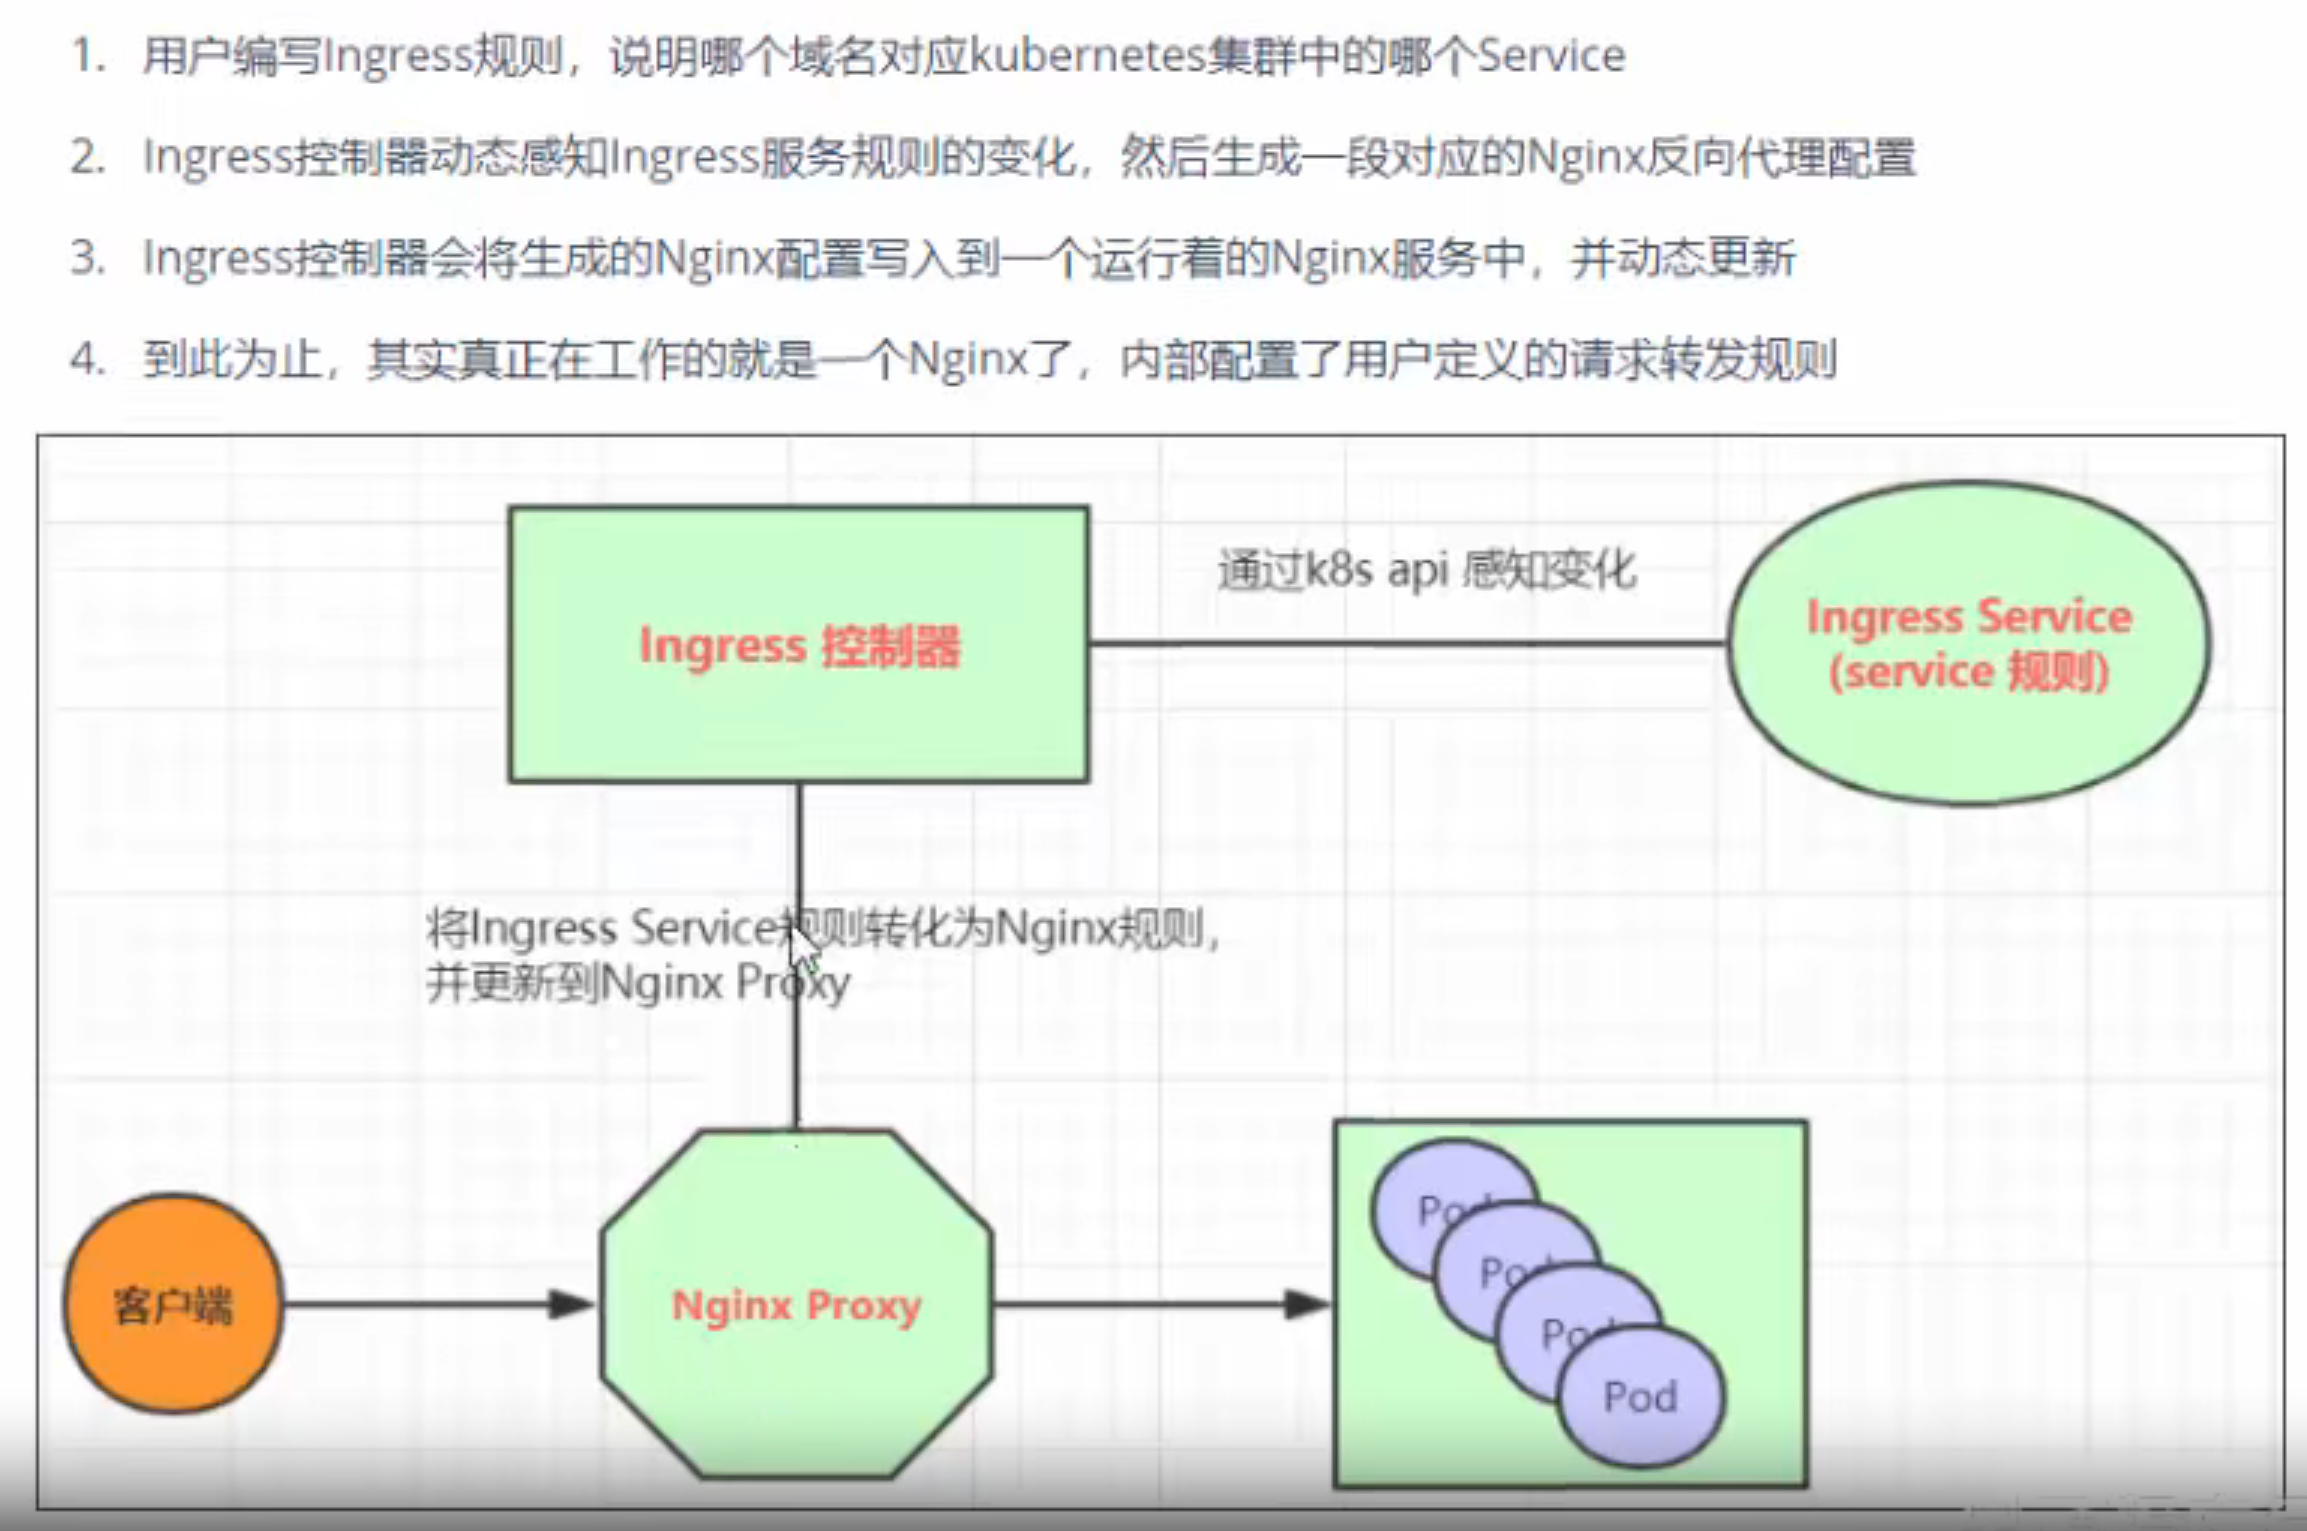 1. 用户编写Ingress规则，说明哪个域名对应kubernetes集群中的哪个Service
2. Ingress控制器动态感知Ingress服务规则的变化，然后生成一段对应的Nginx反向代理配置
3. Ingress控制器会将生成的Nginx配置写入到一个运行着的Nginx服务中，并动态更新
4. 到此为止，其实真正在工作的就是一个Nginx了，内部配置了用户定义的请求转发规则
Ingress 控制器
通过k8s api 感知变化
Ingress Service
(service 规则)
将Ingress Service规则转化为Nginx规则，
并更新到Nginx Proxy
客户端
Nginx Proxy
Pod
Pod
Pod
Pod